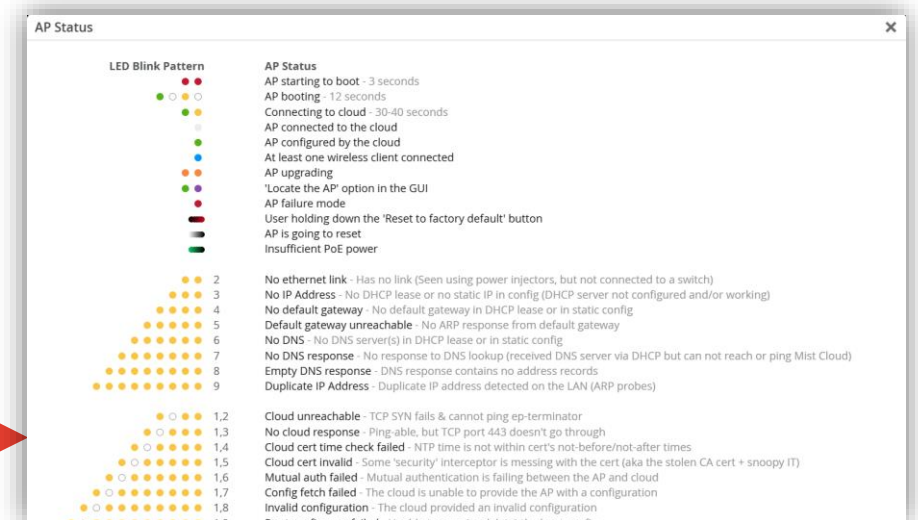 AP Status
LED Blink Pattern AP Status
AP starting to boot - 3 seconds
AP booting - 12 seconds
Connecting to cloud - 30-40 seconds
AP connected to the cloud
AP configured by the cloud
At least one wireless client connected
AP upgrading
'Locate the AP' option in the GUI
AP failure mode
User holding down the 'Reset to factory default' button
AP is going to reset
Insufficient PoE power
2 No ethernet link - Has no link (Seen using power injectors, but not connected to a switch)
3 No IP Address - No DHCP lease or no static IP in config (DHCP server not configured and/or working)
4 No default gateway - No default gateway in DHCP lease or in static config
5 Default gateway unreachable - No ARP response from default gateway
6 No DNS - No DNS server(s) in DHCP lease or in static config
7 No DNS response - No response to DNS lookup (received DNS server via DHCP but can not reach or ping Mist Cloud)
8 Empty DNS response - DNS response contains no address records
9 Duplicate IP Address - Duplicate IP address detected on the LAN (ARP probes)
1,2 Cloud unreachable - TCP SYN fails & cannot ping ep-terminator
1,3 No cloud response - Ping-able, but TCP port 443 doesn't go through
1,4 Cloud cert time check failed - NTP time is not within cert's not-before/not-after times
1,5 Cloud cert invalid - Some 'security' interceptor is messing with the cert (aka the stolen CA cert + snoopy IT)
1,6 Mutual auth failed - Mutual authentication is failing between the AP and cloud
1,7 Config fetch failed - The cloud is unable to provide the AP with a configuration
1,8 Invalid configuration - The cloud provided an invalid configuration